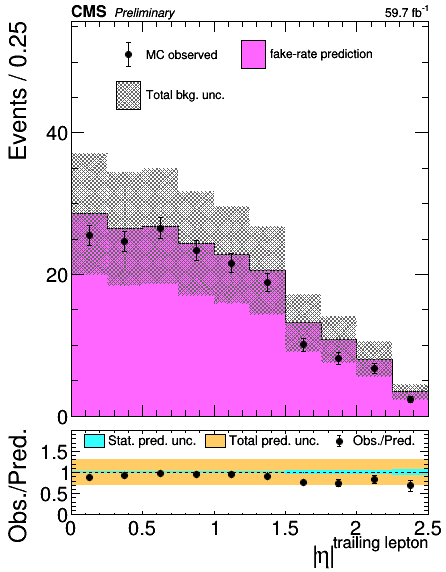 CMS Preliminary 59.7 fb⁻¹
MC observed fake-rate prediction
Total bkg. unc.
Events / 0.25
40
20
0
Stat. pred. unc. Total pred. unc. Obs./Pred.
Obs./Pred.
1.5
1
0.5
0
0 0.5 1 1.5 2 2.5
|η| trailing lepton